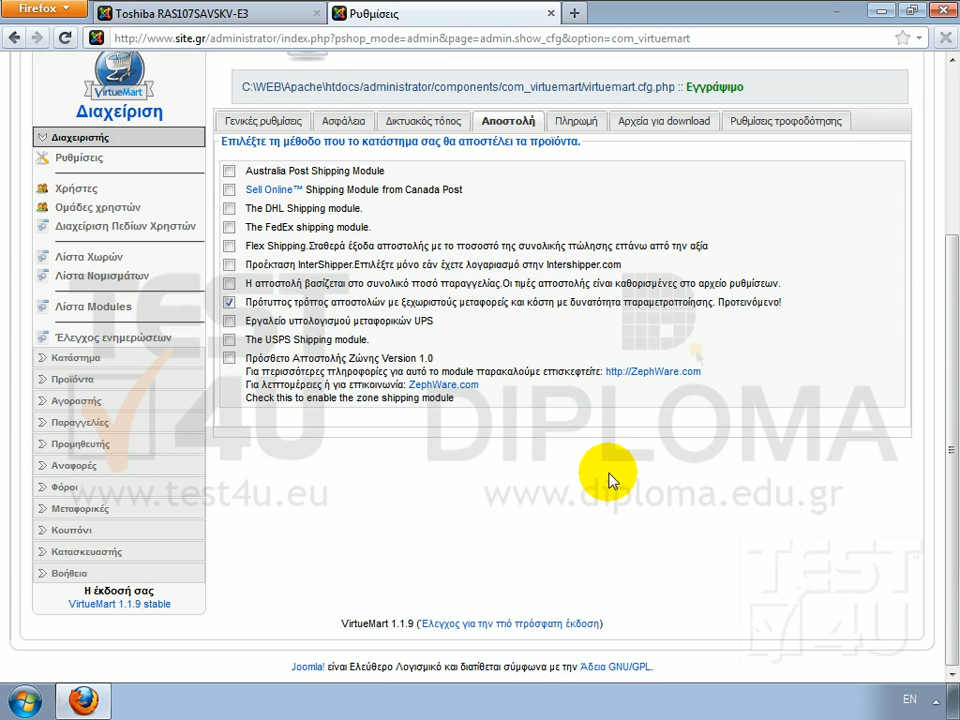 Firefox
Toshiba RAS107SAVSKV-E3
Ρυθμίσεις
http://www.site.gr/administrator/index.php?pshop_mode=admin&page=admin.show_cfg&option=com_virtuemart
VirtueMart
Διαχείριση
C:\WEB\Apache\htdocs/administrator/components/com_virtuemart/virtuemart.cfg.php :: Εγγράψιμο
Γενικές ρυθμίσεις
Ασφάλεια
Δικτυακός τόπος
Αποστολή
Πληρωμή
Αρχεία για download
Ρυθμίσεις τροφοδότησης
Επιλέξτε τη μέθοδο που το κατάστημα σας θα αποστέλει τα προϊόντα.
Διαχειριστής
Ρυθμίσεις
Χρήστες
Ομάδες χρηστών
Διαχείριση Πεδίων Χρηστών
Λίστα Χωρών
Λίστα Νομισμάτων
Λίστα Modules
Έλεγχος ενημερώσεων
Κατάστημα
Προϊόντα
Αγοραστής
Παραγγελίες
Προμηθευτής
Αναφορές
Φόροι
Μεταφορικές
Κουπόνι
Κατασκευαστής
Βοήθεια
Η έκδοσή σας
VirtueMart 1.1.9 stable
Australia Post Shipping Module
Sell Online™ Shipping Module from Canada Post
The DHL Shipping module.
The FedEx shipping module.
Flex Shipping.Σταθερά έξοδα αποστολής με το ποσοστό της συνολικής πώλησης επάνω από την αξία
Προέκταση InterShipper.Επιλέξτε μόνο εάν έχετε λογαριασμό στην Intershipper.com
Η αποστολή βασίζεται στο συνολικό ποσό παραγγελίας.Οι τιμές αποστολής είναι καθορισμένες στο αρχείο ρυθμίσεων.
Πρότυπος τρόπος αποστολών με ξεχωριστούς μεταφορείς και κόστη με δυνατότητα παραμετροποίησης. Προτεινόμενο!
Εργαλείο υπολογισμού μεταφορικών UPS
The USPS Shipping module.
Πρόσθετο Αποστολής Ζώνης Version 1.0
Για περισσότερες πληροφορίες για αυτό το module παρακαλούμε επισκεφτείτε: http://ZephWare.com
Για λεπτομέρειες ή για επικοινωνία: ZephWare.com
Check this to enable the zone shipping module
TEST4U
www.test4u.eu
DIPLOMA
www.diploma.edu.gr
TEST4U
VirtueMart 1.1.9 (Έλεγχος για την πιό πρόσφατη έκδοση)
Joomla! είναι Ελεύθερο Λογισμικό και διατίθεται σύμφωνα με την Άδεια GNU/GPL.
EN